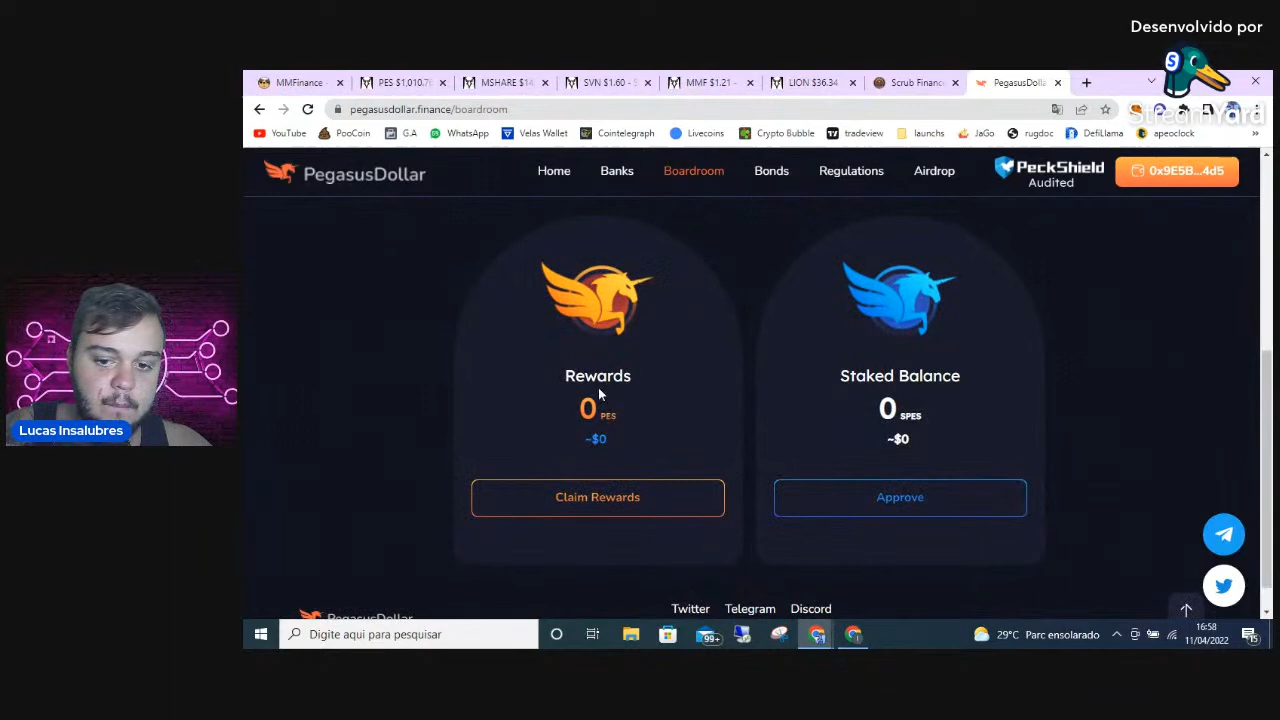 Desenvolvido por
StreamYard
MMFinance -
PES $1,010.7
MSHARE $14
SVN $1.60 - S
MMF $1.21 -
LION $36.34
Scrub Financ
PegasusDolla
pegasusdollar.finance/boardroom
YouTube PooCoin G.A WhatsApp Velas Wallet Cointelegraph Livecoins Crypto Bubble tradeview launchs JaGo rugdoc DefiLlama apeoclock
PegasusDollar
Home Banks Boardroom Bonds Regulations Airdrop
PeckShield
Audited
0x9E5B...4d5
Rewards
0 PES
~$0
Claim Rewards
Staked Balance
0 SPES
~$0
Approve
Lucas Insalubres
PegasusDollar
Twitter Telegram Discord
Digite aqui para pesquisar
99+
29°C Parc ensolarado
16:58
11/04/2022
15